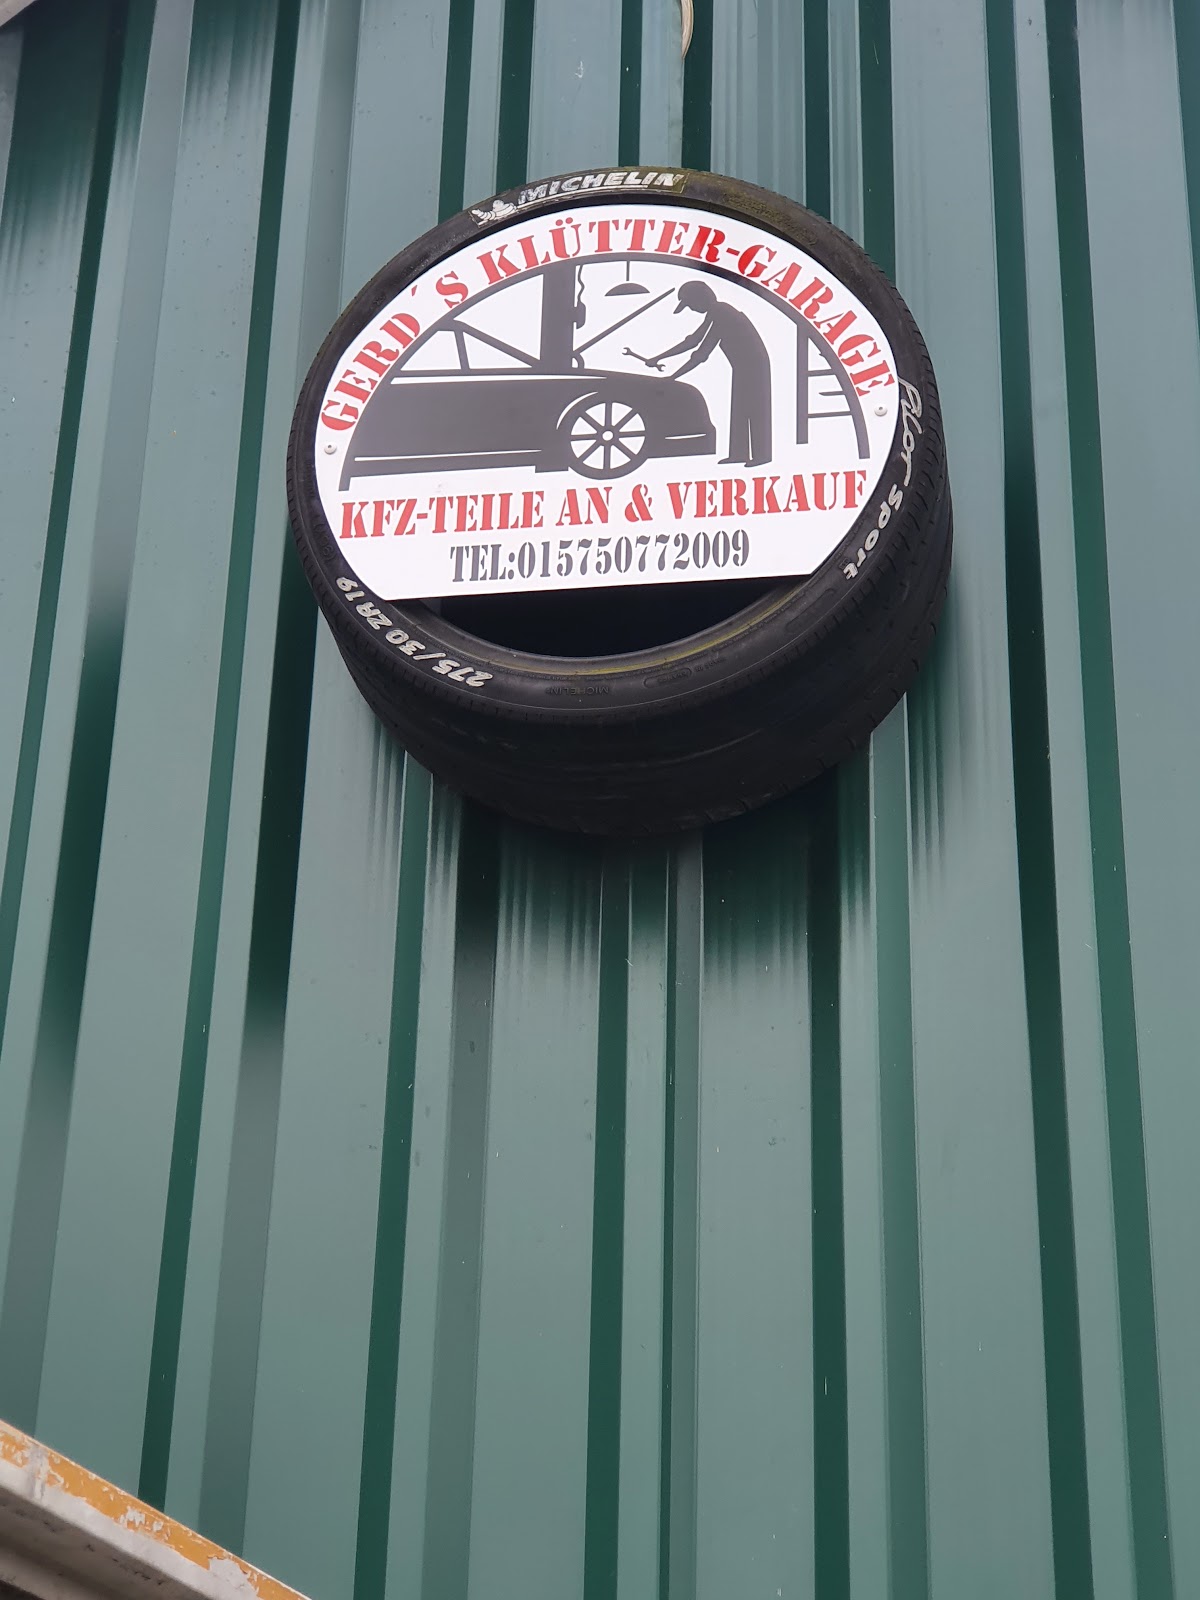 MICHELIN
GERD´S KLÜTTER-GARAGE
KFZ-TEILE AN & VERKAUF
TEL:015750772009
Pilot Sport
275/30 ZR19
MICHELIN